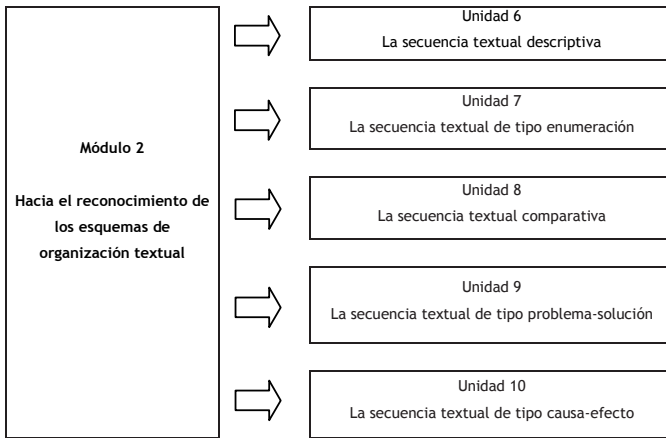 Módulo 2
Hacia el reconocimiento de
los esquemas de
organización textual
Unidad 6
La secuencia textual descriptiva
Unidad 7
La secuencia textual de tipo enumeración
Unidad 8
La secuencia textual comparativa
Unidad 9
La secuencia textual de tipo problema-solución
Unidad 10
La secuencia textual de tipo causa-efecto